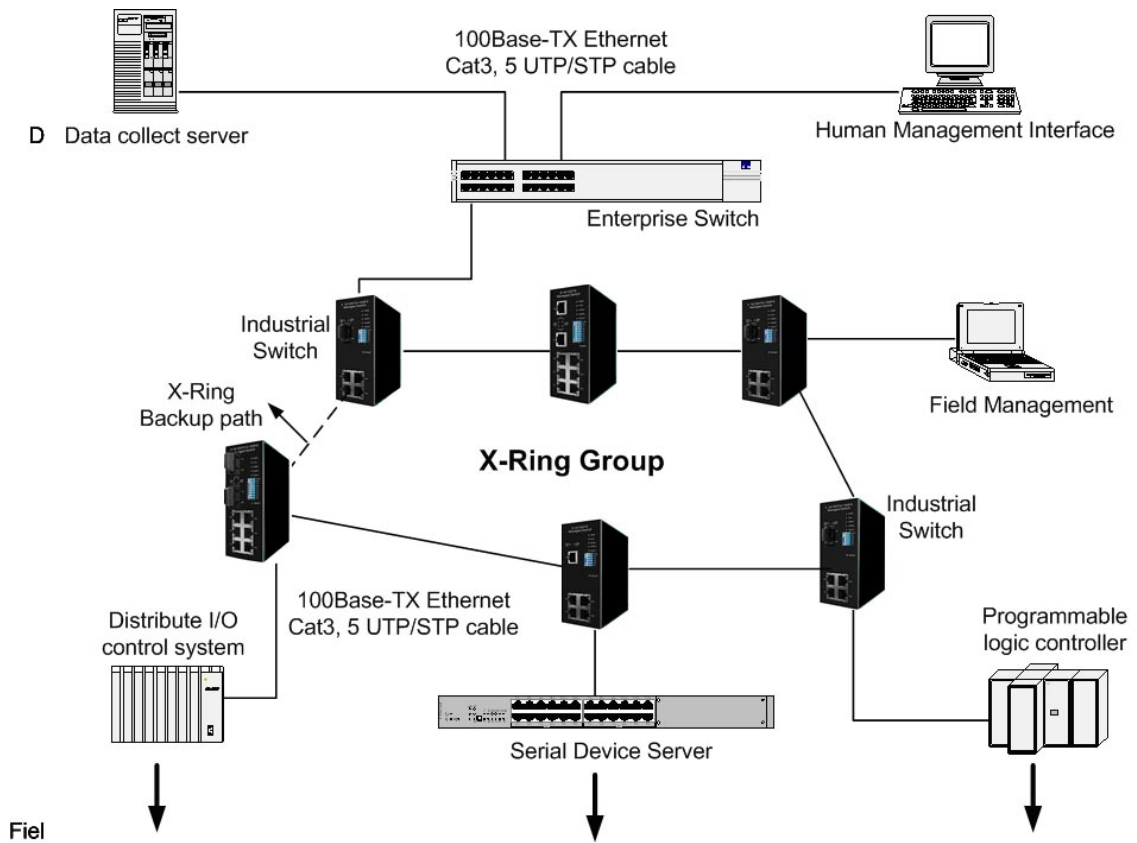 100Base-TX Ethernet
Cat3, 5 UTP/STP cable
D Data collect server
Human Management Interface
Enterprise Switch
Industrial
Switch
X-Ring
Backup path
Field Management
X-Ring Group
Industrial
Switch
100Base-TX Ethernet
Cat3, 5 UTP/STP cable
Distribute I/O
control system
Programmable
logic controller
Serial Device Server
Fiel